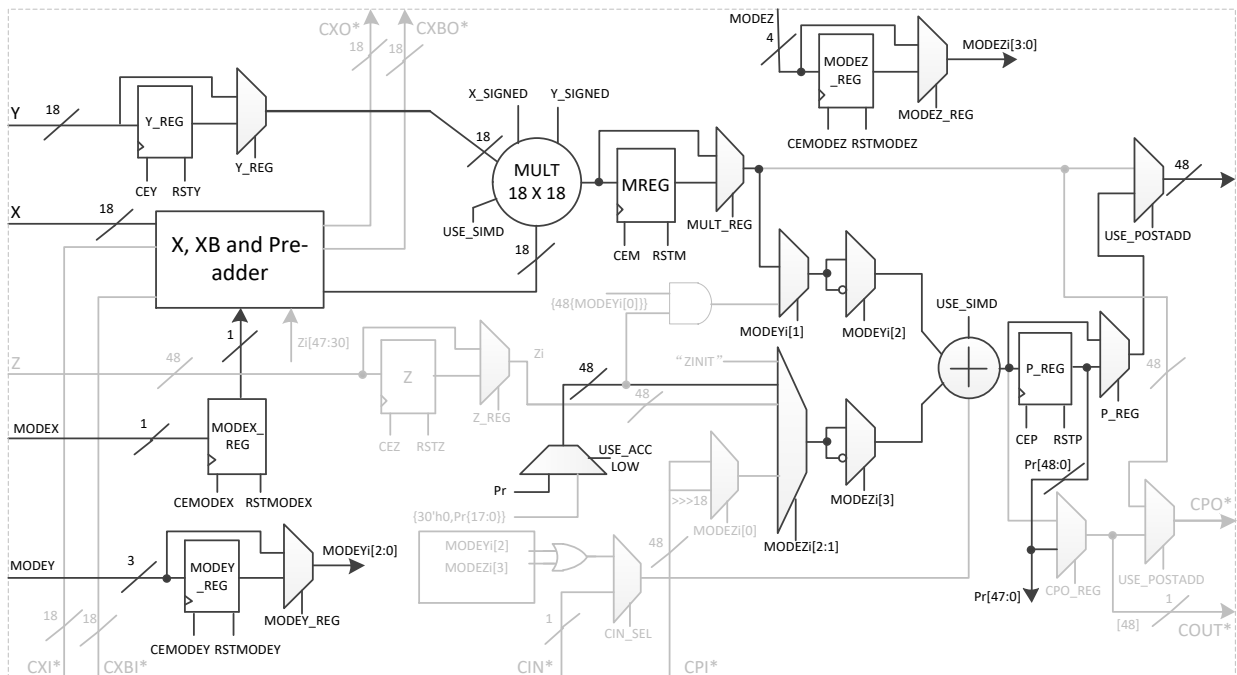 CXO*
CXBO*
18
18
MODEZ
4
MODEZ
_REG
MODEZi[3:0]
MODEZ_REG
CEMODEZ RSTMODEZ
Y
18
Y_REG
Y_REG
CEY
RSTY
X_SIGNED
Y_SIGNED
18
MULT
18 X 18
USE_SIMD
18
MREG
MULT_REG
CEM
RSTM
48
USE_POSTADD
X
18
X, XB and Pre-
adder
1
Zi[47:30]
{48{MODEYi[0]}}
MODEYi[1]
MODEYi[2]
USE_SIMD
Z
48
Z
Z_REG
CEZ
RSTZ
Zi
48
48
"ZINIT"
P_REG
P_REG
CEP
RSTP
48
MODEX
1
MODEX_
REG
CEMODEX
RSTMODEX
USE_ACC
LOW
Pr
{30'h0,Pr{17:0}}
>>>18
MODEZi[0]
MODEZi[3]
MODEZi[2:1]
Pr[48:0]
CPO*
CPO_REG
USE_POSTADD
Pr[47:0]
1
[48]
COUT*
MODEY
3
MODEY
_REG
MODEYi[2:0]
MODEY_REG
CEMODEY RSTMODEY
MODEYi[2]
MODEZi[3]
48
CIN_SEL
1
18
18
CXI*
CXBI*
CIN*
CPI*